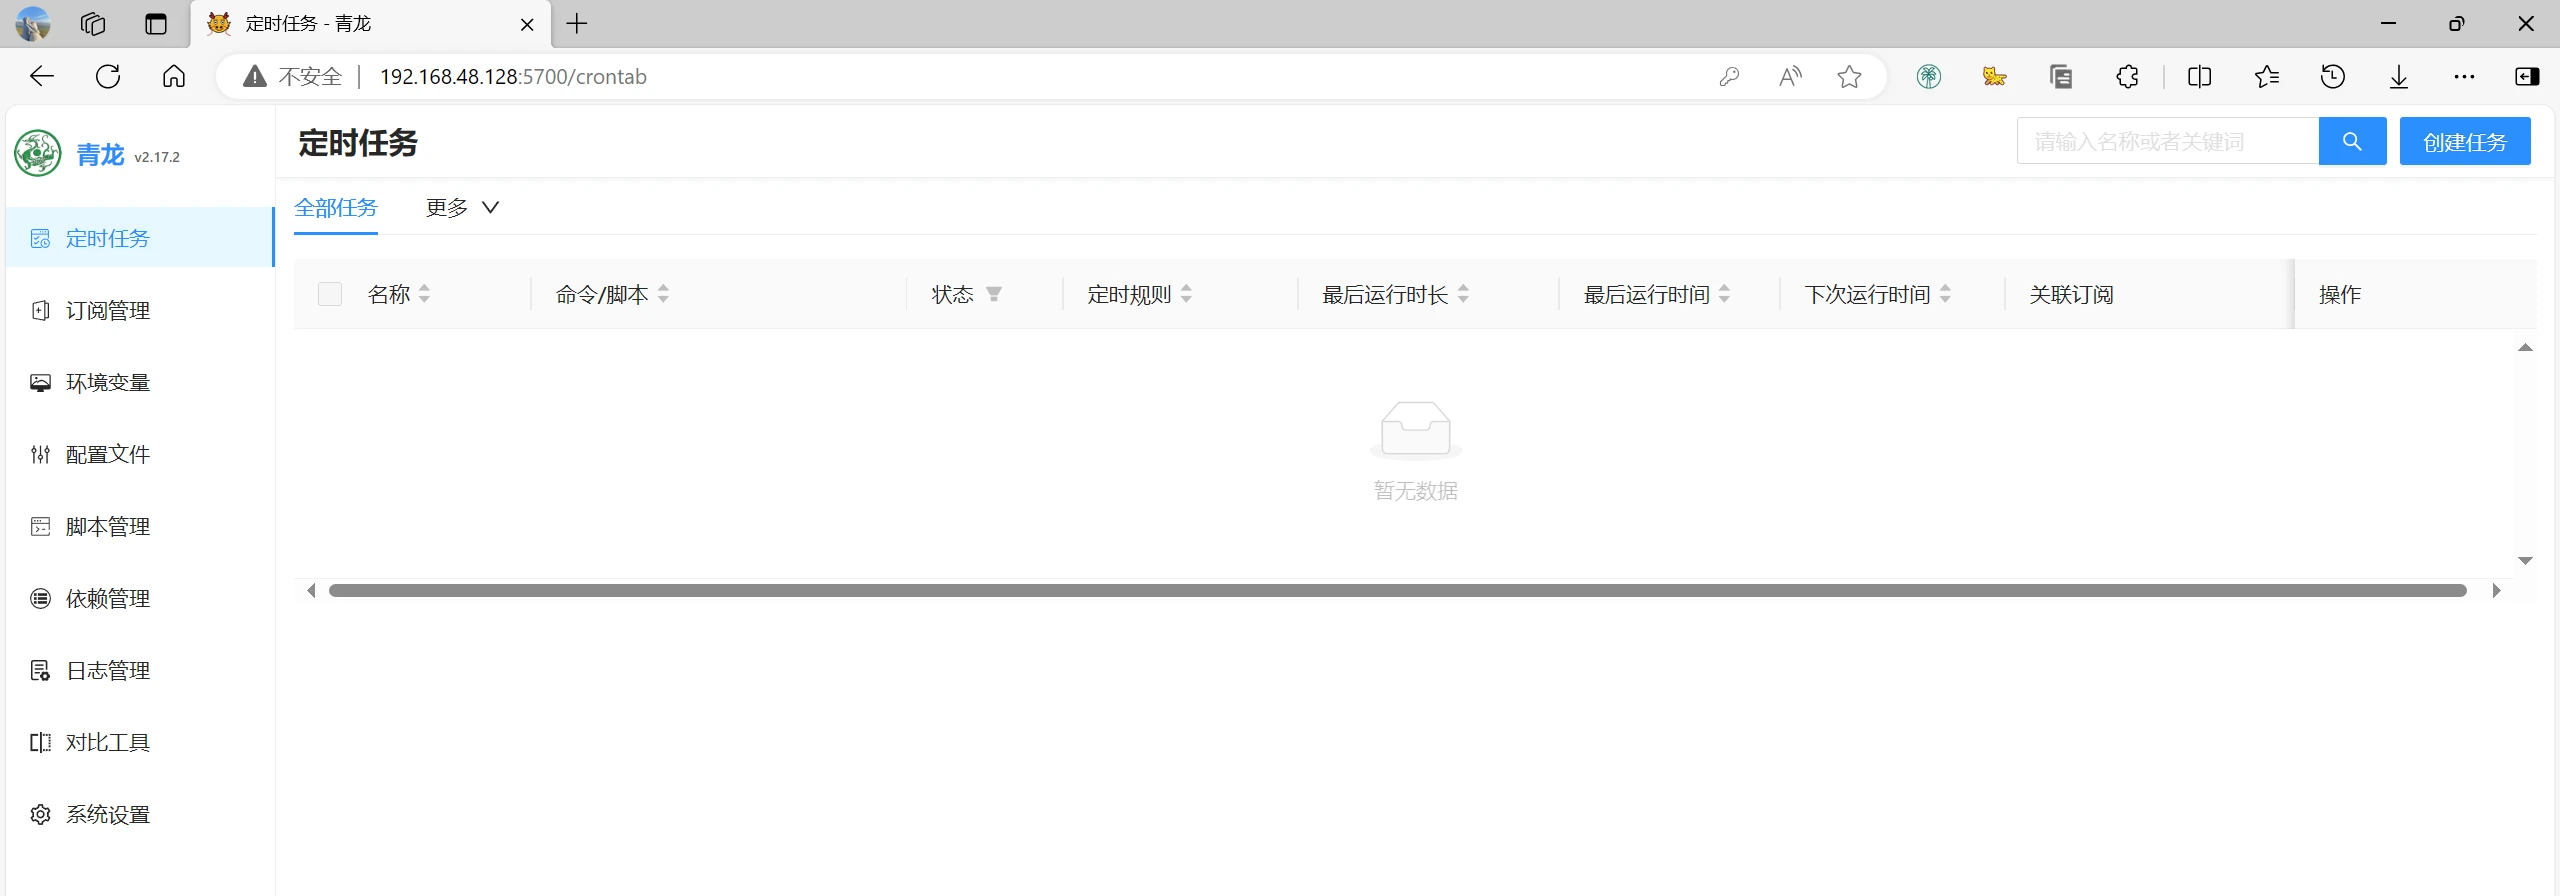 定时任务 - 青龙
不安全 192.168.48.128:5700/crontab
青龙 v2.17.2
定时任务
请输入名称或者关键词
创建任务
全部任务 更多
定时任务
订阅管理
环境变量
配置文件
脚本管理
依赖管理
日志管理
对比工具
系统设置
名称 命令/脚本 状态 定时规则 最后运行时长 最后运行时间 下次运行时间 关联订阅 操作
暂无数据